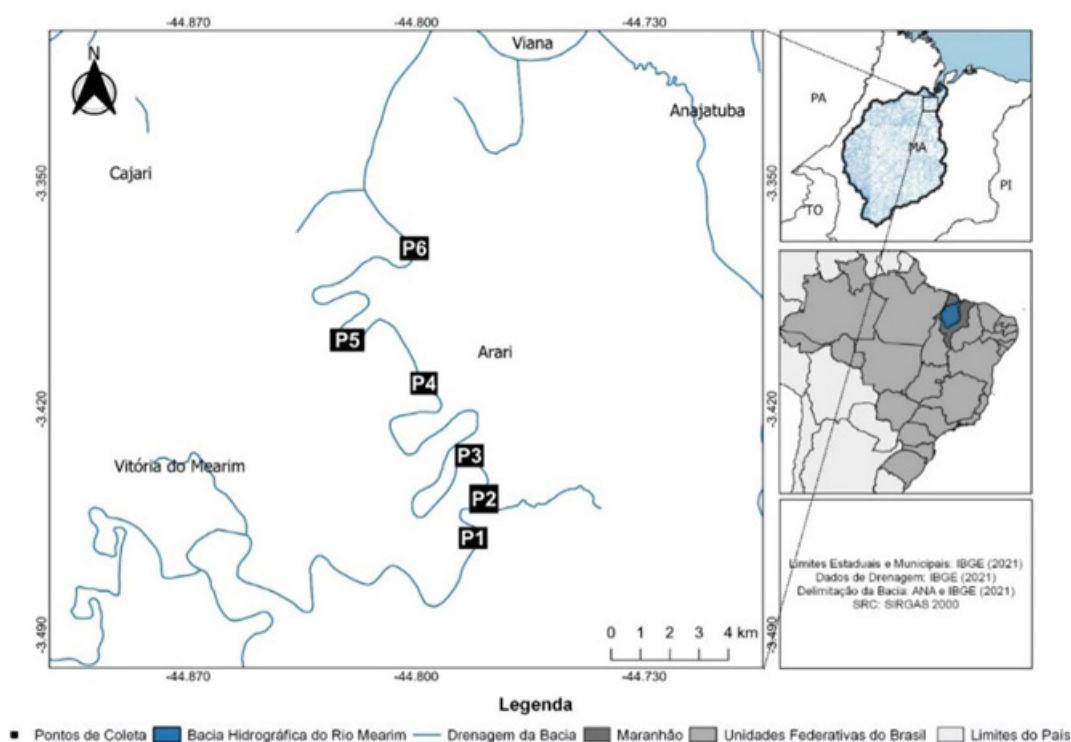 -44.870 -44.800 -44.730
N
Viana
Anajatuba
Cajari
-3.350
-3.350
P6
P5
Arari
P4
-3.420
-3.420
P3
Vitória do Mearim
P2
P1
-3.490
-3.490
0 1 2 3 4 km
-44.870 -44.800 -44.730
PA
MA
PI
TO
Limites Estaduais e Municipais: IBGE (2021)
Dados de Drenagem: IBGE (2021)
Delimitação da Bacia: ANA e IBGE (2021)
SRC: SIRGAS 2000
Legenda
Pontos de Coleta Bacia Hidrográfica do Rio Mearim Drenagem da Bacia Maranhão Unidades Federativas do Brasil Limites do País